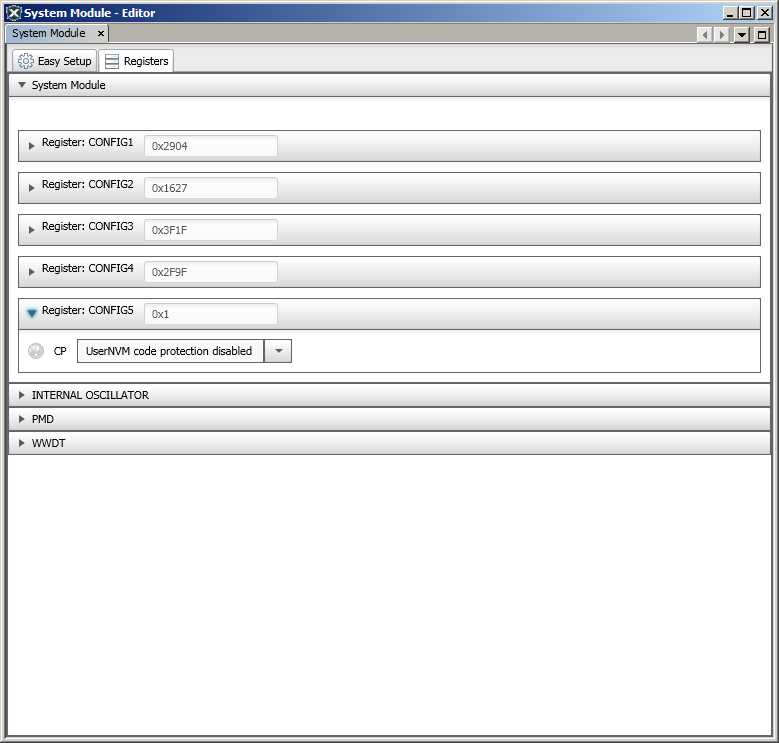 System Module - Editor
System Module
Easy Setup
Registers
System Module
Register: CONFIG1 0x2904
Register: CONFIG2 0x1627
Register: CONFIG3 0x3F1F
Register: CONFIG4 0x2F9F
Register: CONFIG5 0x1
CP UserNVM code protection disabled
INTERNAL OSCILLATOR
PMD
WWDT